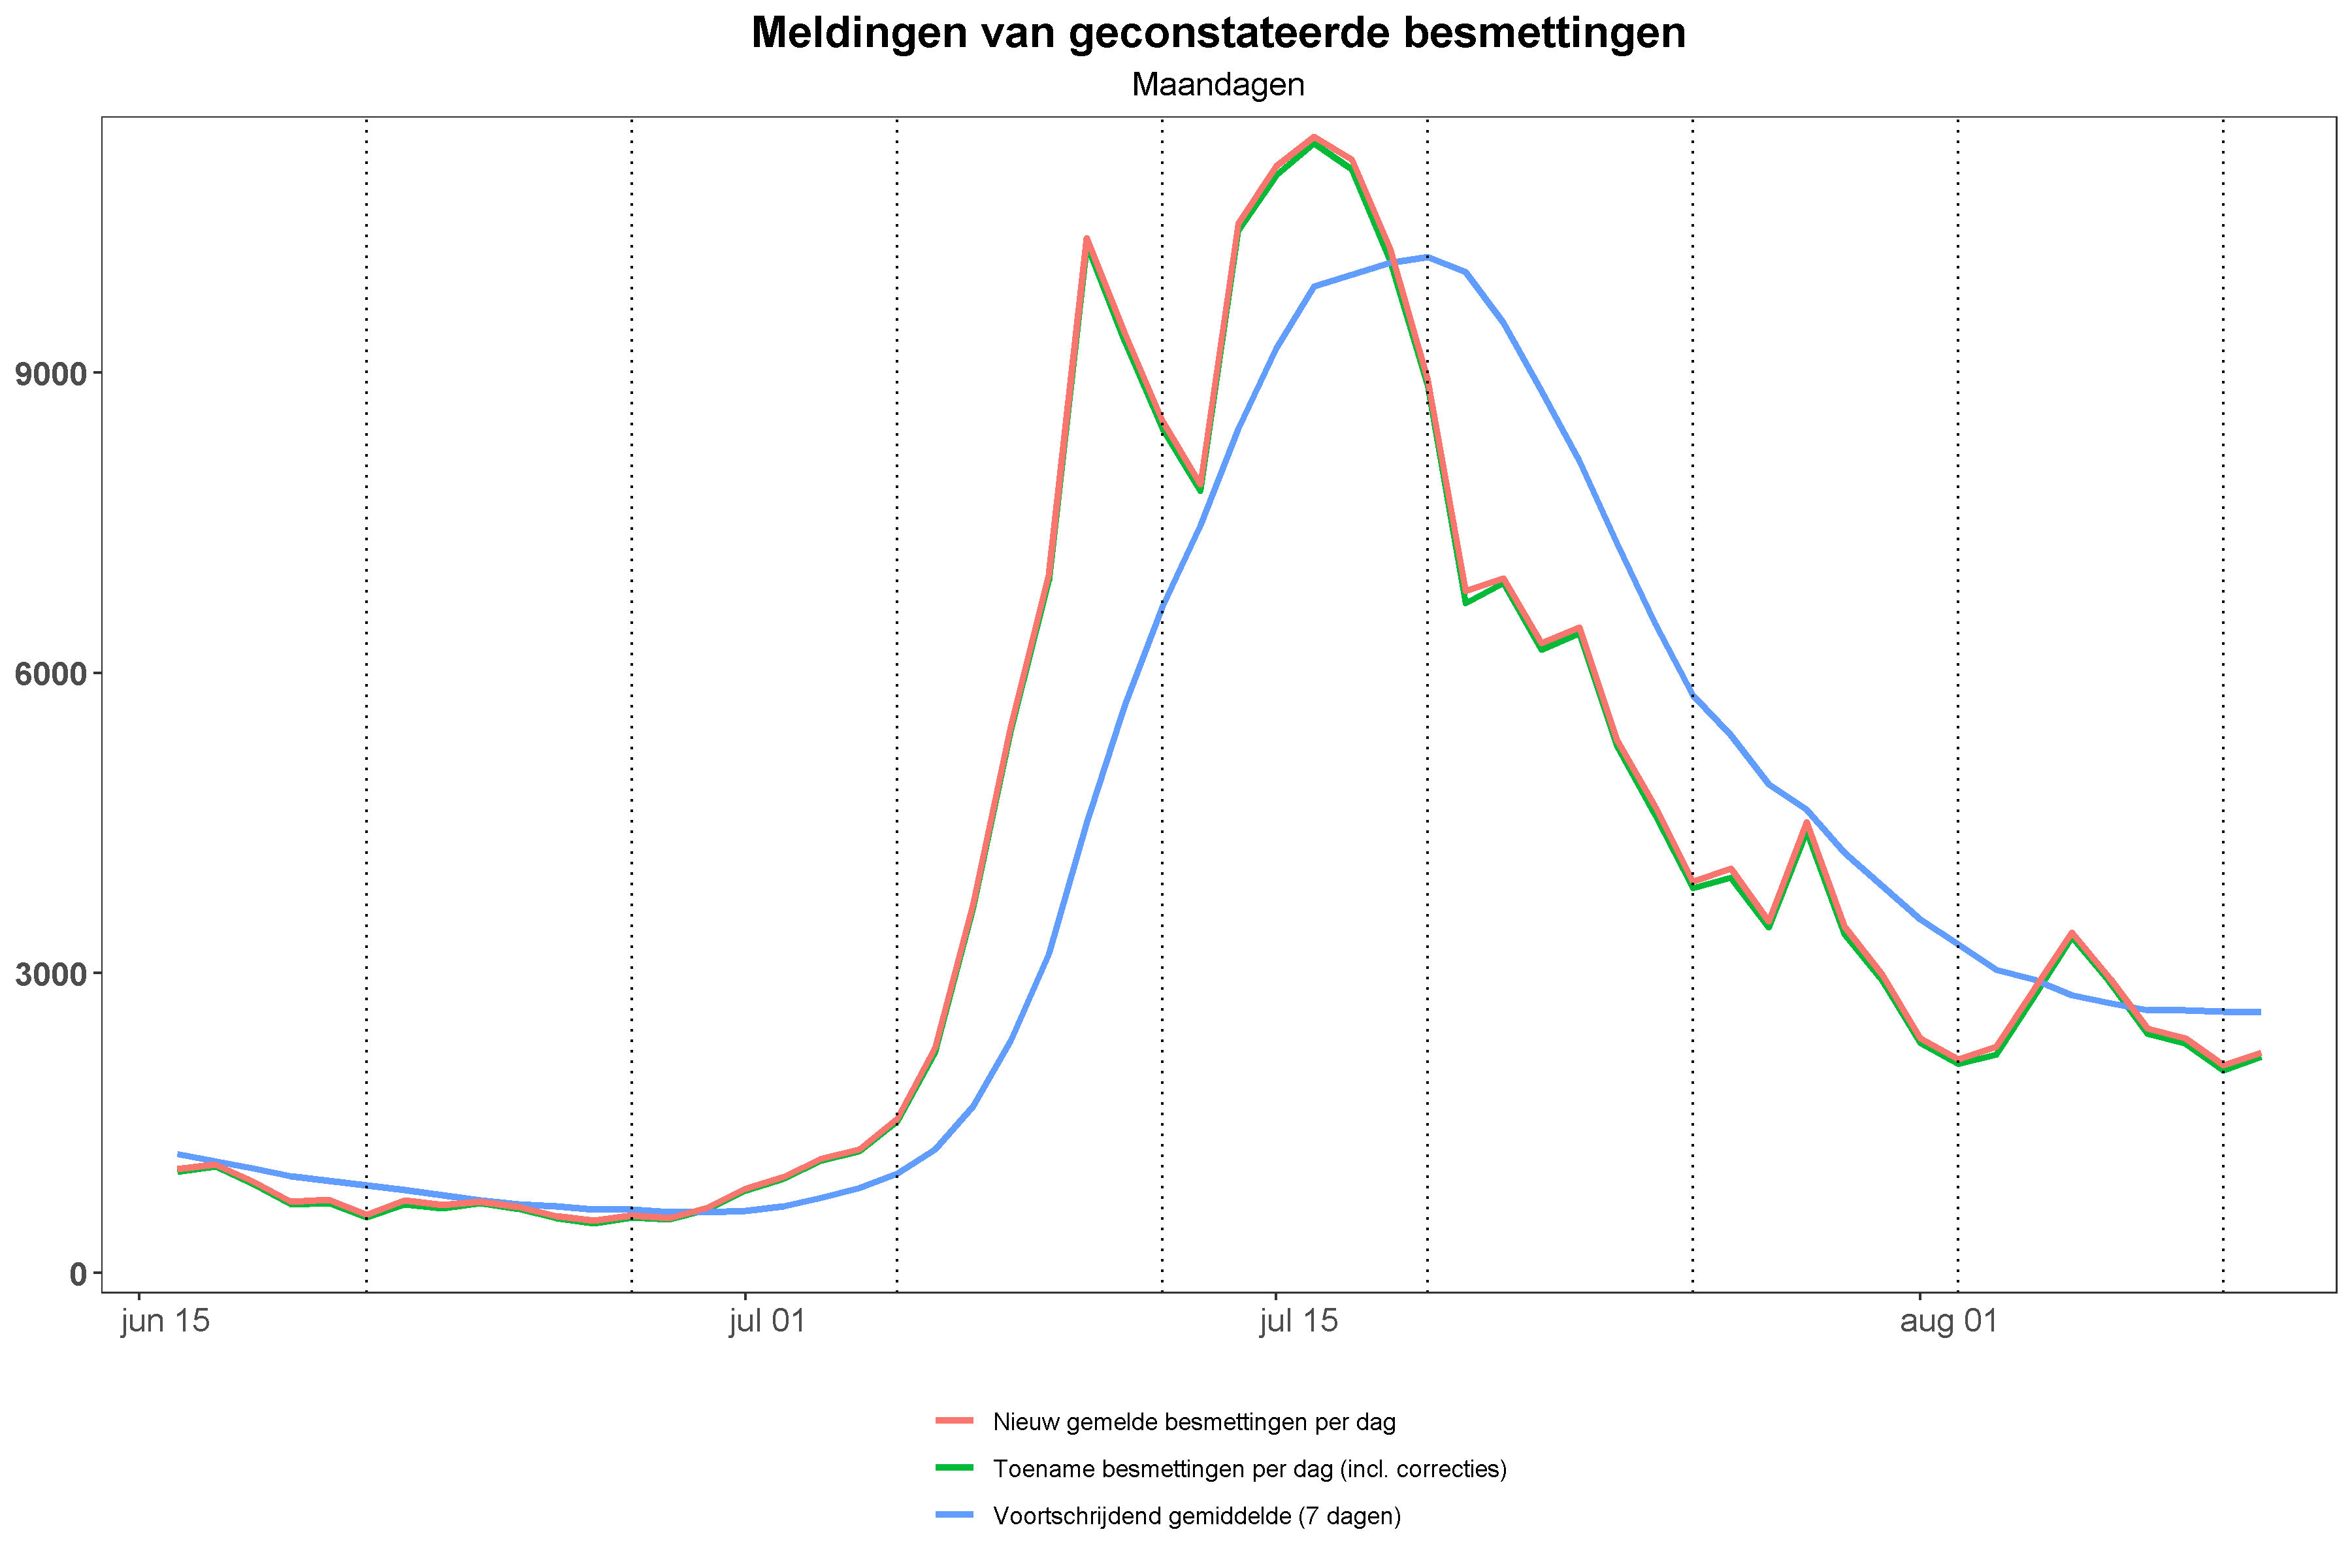 Meldingen van geconstateerde besmettingen
Maandagen
9000
6000
3000
0
jun 15
jul 01
jul 15
aug 01
Nieuw gemelde besmettingen per dag
Toename besmettingen per dag (incl. correcties)
Voortschrijdend gemiddelde (7 dagen)